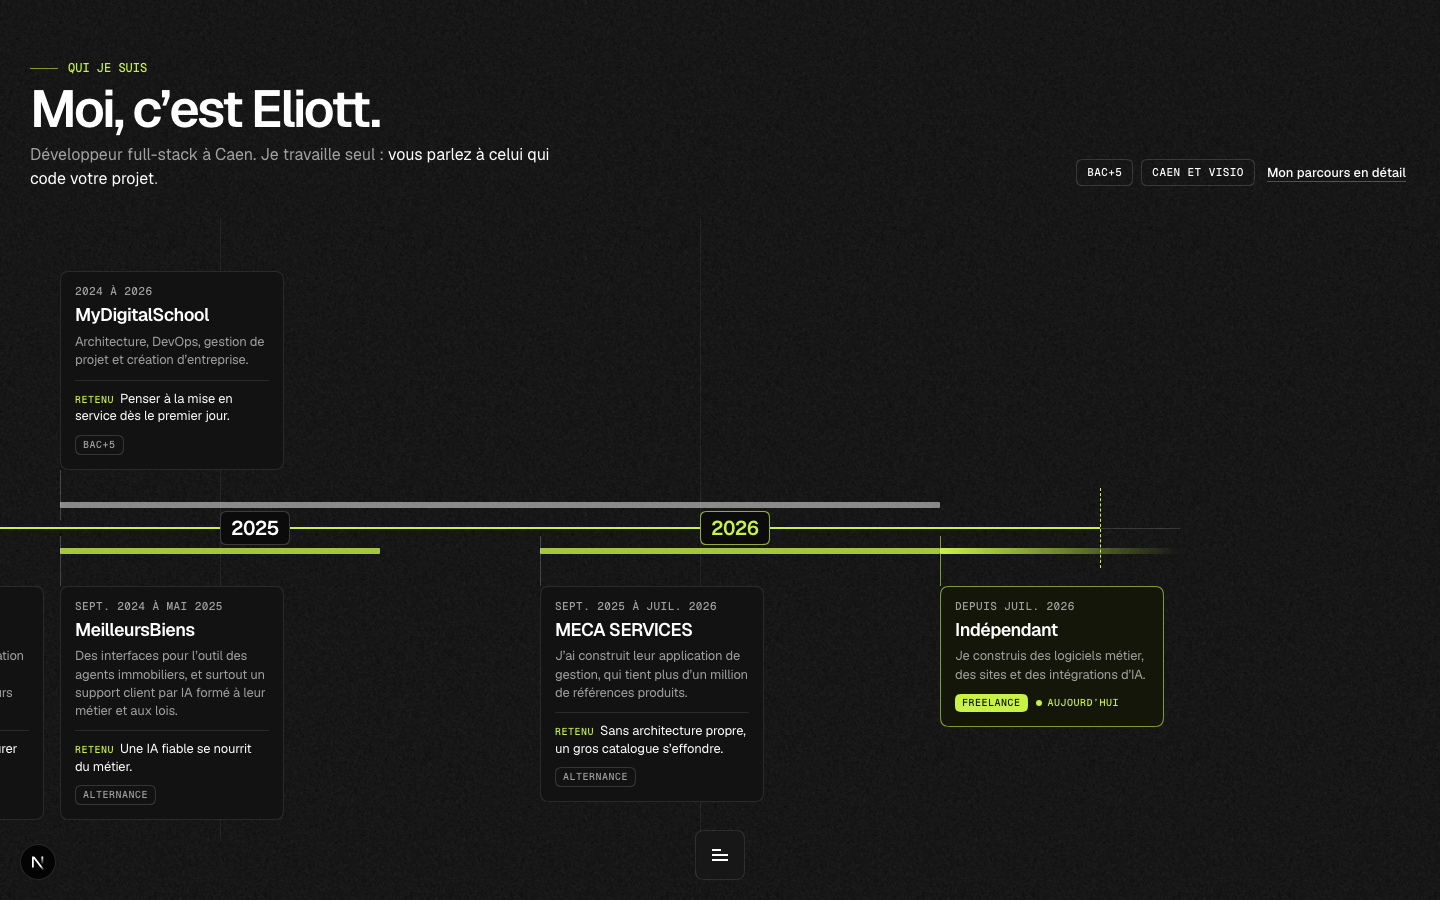 QUI JE SUIS
Moi, c’est Eliott.
Développeur full-stack à Caen. Je travaille seul : vous parlez à celui qui
code votre projet.
BAC+5
CAEN ET VISIO
Mon parcours en détail
2024 À 2026
MyDigitalSchool
Architecture, DevOps, gestion de
projet et création d’entreprise.
RETENU Penser à la mise en
service dès le premier jour.
BAC+5
2025
2026
SEPT. 2024 À MAI 2025
MeilleursBiens
Des interfaces pour l’outil des
agents immobiliers, et surtout un
support client par IA formé à leur
métier et aux lois.
RETENU Une IA fiable se nourrit
du métier.
ALTERNANCE
SEPT. 2025 À JUIL. 2026
MECA SERVICES
J’ai construit leur application de
gestion, qui tient plus d’un million
de références produits.
RETENU Sans architecture propre,
un gros catalogue s’effondre.
ALTERNANCE
DEPUIS JUIL. 2026
Indépendant
Je construis des logiciels métier,
des sites et des intégrations d’IA.
FREELANCE
AUJOURD’HUI
N